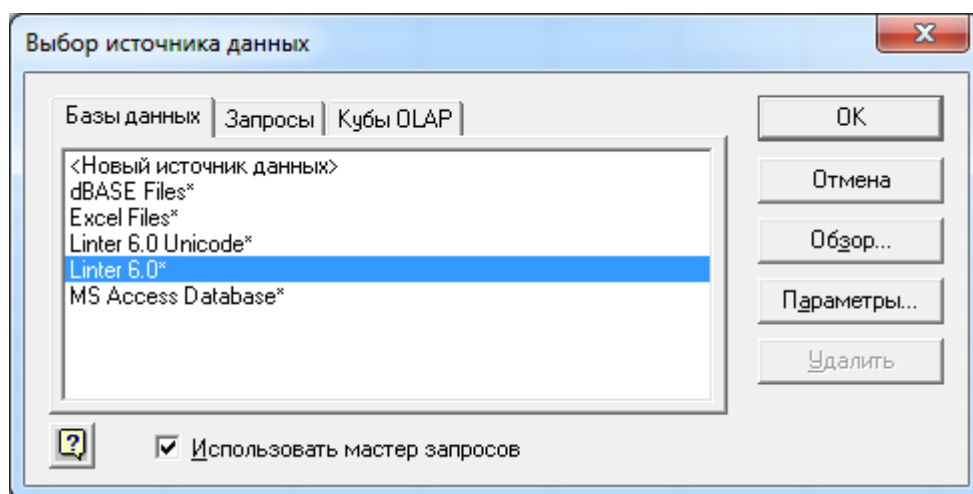 Выбор источника данных
Базы данных Запросы Кубы OLAP
<Новый источник данных>
dBASE Files*
Excel Files*
Linter 6.0 Unicode*
Linter 6.0*
MS Access Database*
OK
Отмена
Обзор...
Параметры...
Удалить
Использовать мастер запросов